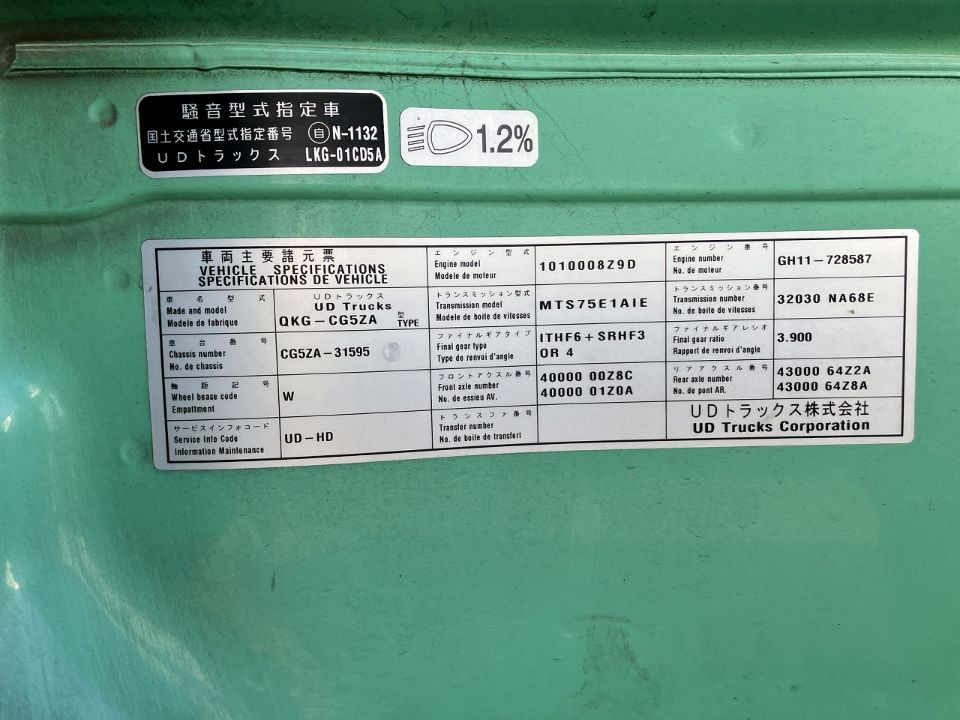 騒音型式指定車
国土交通省型式指定番号 自 N-1132
UDトラックス LKG-01CD5A
1.2%
車両主要諸元票
VEHICLE SPECIFICATIONS
SPECIFICATIONS DE VEHICLE
車名型式
Made and model
Modele de fabrique
UDトラックス
UD Trucks
QKG-CG5ZA 型 TYPE
エンジン型式
Engine model
Modele de moteur
1010008Z9D
エンジン番号
Engine number
No. de moteur
GH11-728587
車台番号
Chassis number
No. de chassis
CG5ZA-31595
トランスミッション型式
Transmission model
Modele de boite de vitesses
MTS75E1AIE
トランスミッション番号
Transmission number
No. de boite de vitesses
32030 NA68E
軸距記号
Wheel boase code
Empattment
W
ファイナルギアタイプ
Final gear type
Type de renvoi d'angle
ITHF6+SRHF3
OR 4
ファイナルギアレシオ
Final gear ratio
Rapport de renvoi d'angle
3.900
サービスインフォコード
Service Info Code
Information Maintenance
UD-HD
フロントアクスル番号
Front axle number
No. de essieu AV.
40000 00Z8C
40000 01Z0A
リアアクスル番号
Rear axle number
No. de pont AR.
43000 64Z2A
43000 64Z8A
トランスファ番号
Transfer number
No. de boite de transfert
UDトラックス株式会社
UD Trucks Corporation